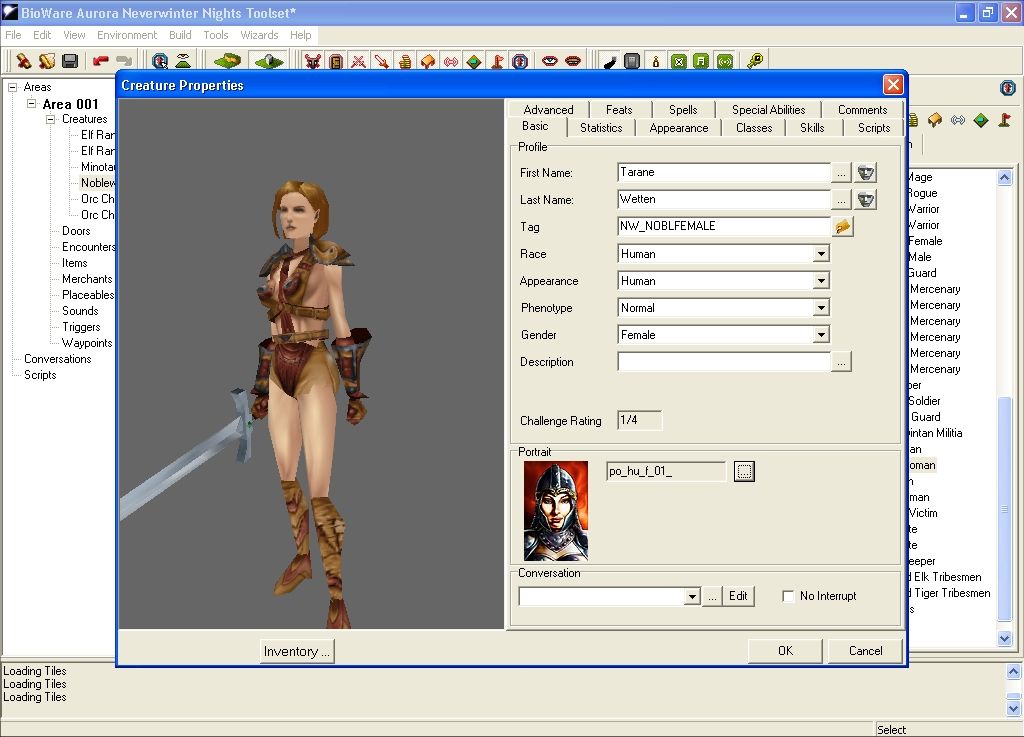 BioWare Aurora Neverwinter Nights Toolset*
File Edit View Environment Build Tools Wizards Help
Areas
Area 001
Creatures
Elf Ran
Elf Ran
Minota
Noblew
Orc Ch
Orc Ch
Doors
Encounters
Items
Merchants
Placeables
Sounds
Triggers
Waypoints
Conversations
Scripts
Creature Properties
Advanced Feats Spells Special Abilities Comments
Basic Statistics Appearance Classes Skills Scripts
Profile
First Name: Tarane ...
Last Name: Wetten ...
Tag NW_NOBLFEMALE
Race Human
Appearance Human
Phenotype Normal
Gender Female
Description ...
Challenge Rating 1/4
Portrait
po_hu_f_01_
Conversation
... Edit No Interrupt
Inventory ... OK Cancel
n
Mage
Rogue
Warrior
Warrior
Female
Male
Guard
Mercenary
Mercenary
Mercenary
Mercenary
Mercenary
Mercenary
per
Soldier
Guard
Dintan Militia
an
oman
n
man
Victim
te
te
eeper
d Elk Tribesmen
d Tiger Tribesmen
s
Loading Tiles
Loading Tiles
Loading Tiles
Select